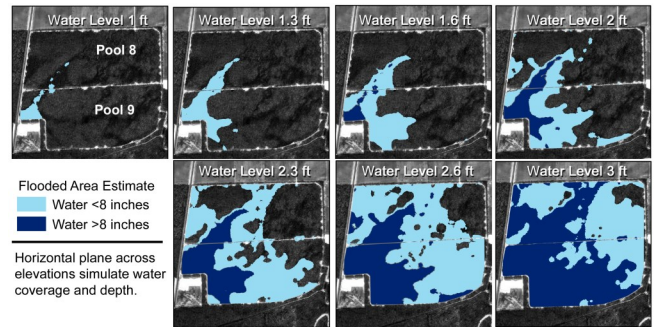 Water Level 1 ft
Water Level 1.3 ft
Water Level 1.6 ft
Water Level 2 ft
Pool 8
Pool 9
Water Level 2.3 ft
Water Level 2.6 ft
Water Level 3 ft
Flooded Area Estimate
Water <8 inches
Water >8 inches
Horizontal plane across
elevations simulate water
coverage and depth.